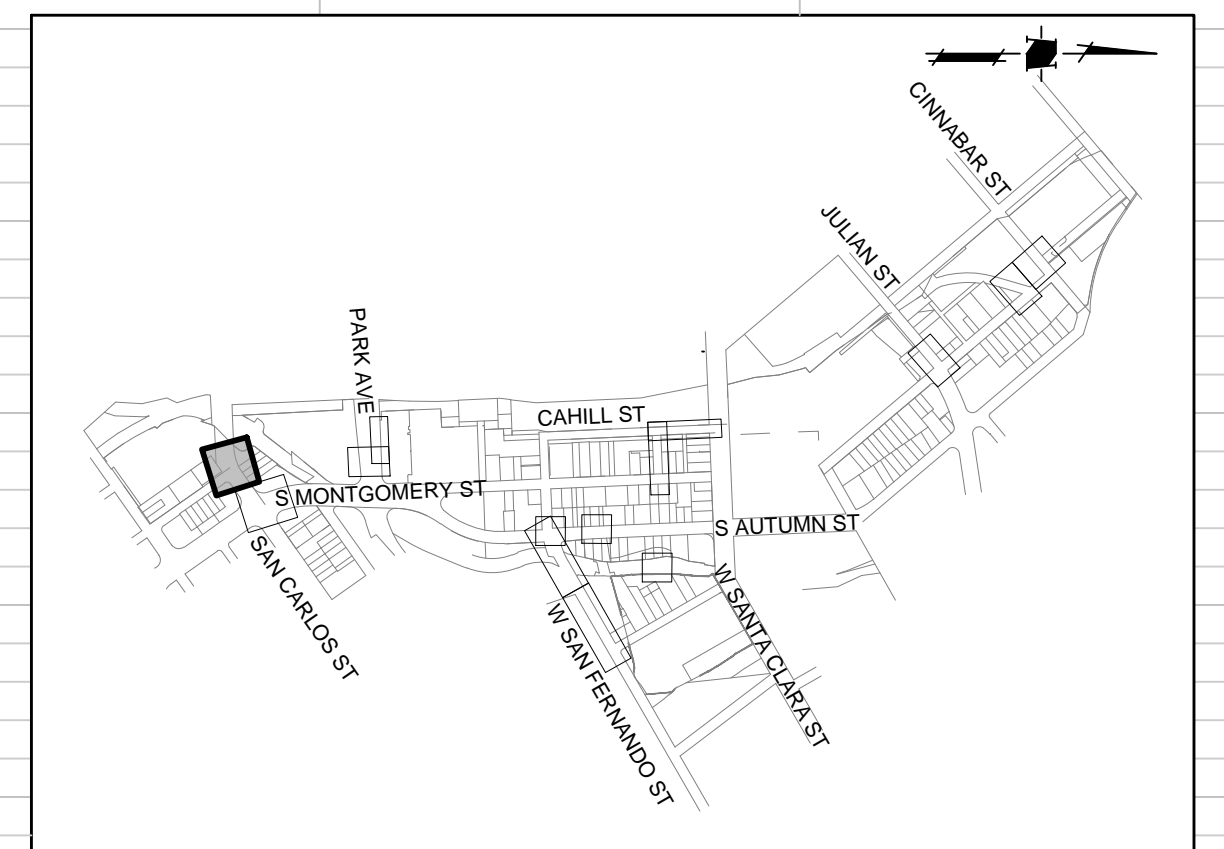 CINNABAR ST
JULIAN ST
PARK AVE
CAHILL ST
S MONTGOMERY ST
S AUTUMN ST
SAN CARLOS ST
W SAN FERNANDO ST
W SANTA CLARA ST